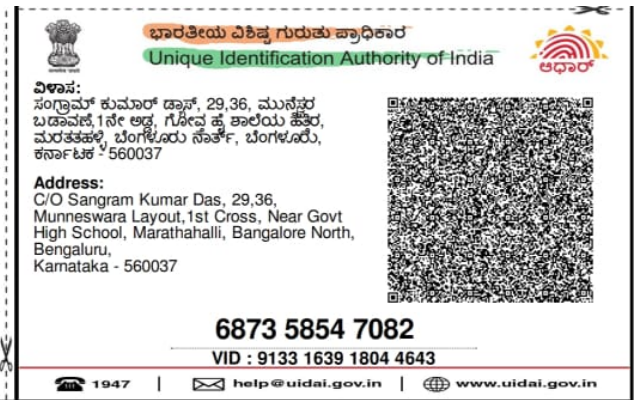 ಭಾರತೀಯ ವಿಶಿಷ್ಟ ಗುರುತು ಪ್ರಾಧಿಕಾರ
Unique Identification Authority of India
ಆಧಾರ್
ವಿಳಾಸ:
ಸಂಗ್ರಾಮ್ ಕುಮಾರ್ ಡ್ಯಾಸ್, 29,36, ಮುನೆಸ್ವರ
ಬಡಾವಣೆ,1ನೇ ಅಡ್ಡ, ಗೋವ ಹೈ ಶಾಲೆಯ ಹತಿರ,
ಮರತತಹಳ್ಳಿ, ಬೆಂಗಳೂರು ನಾರ್ತ್, ಬೆಂಗಳೂರು,
ಕರ್ನಾಟಕ - 560037
Address:
C/O Sangram Kumar Das, 29,36,
Munneswara Layout,1st Cross, Near Govt
High School, Marathahalli, Bangalore North,
Bengaluru,
Karnataka - 560037
6873 5854 7082
VID : 9133 1639 1804 4643
1947 | help@uidai.gov.in | www.uidai.gov.in